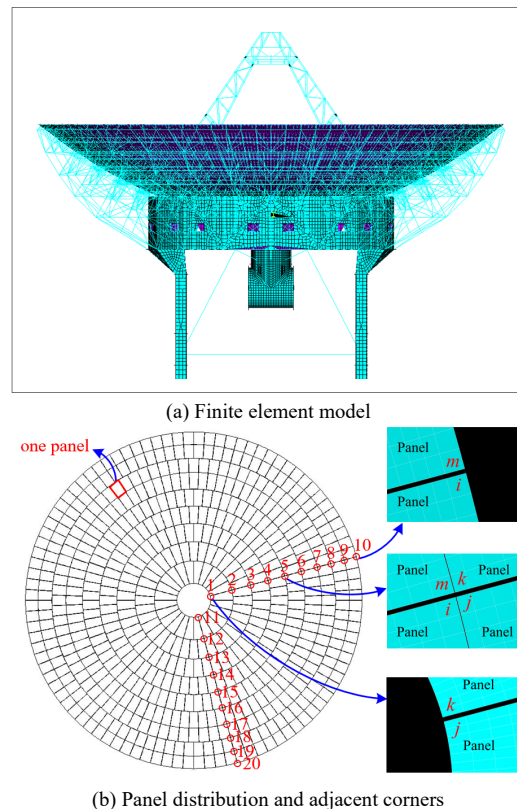 (a) Finite element model
one panel
1
2
3
4
5
6
7
8
9
10
11
12
13
14
15
16
17
18
19
20
Panel
m
Panel
i
Panel
m
k
Panel
i
j
Panel
Panel
Panel
k
j
Panel
(b) Panel distribution and adjacent corners